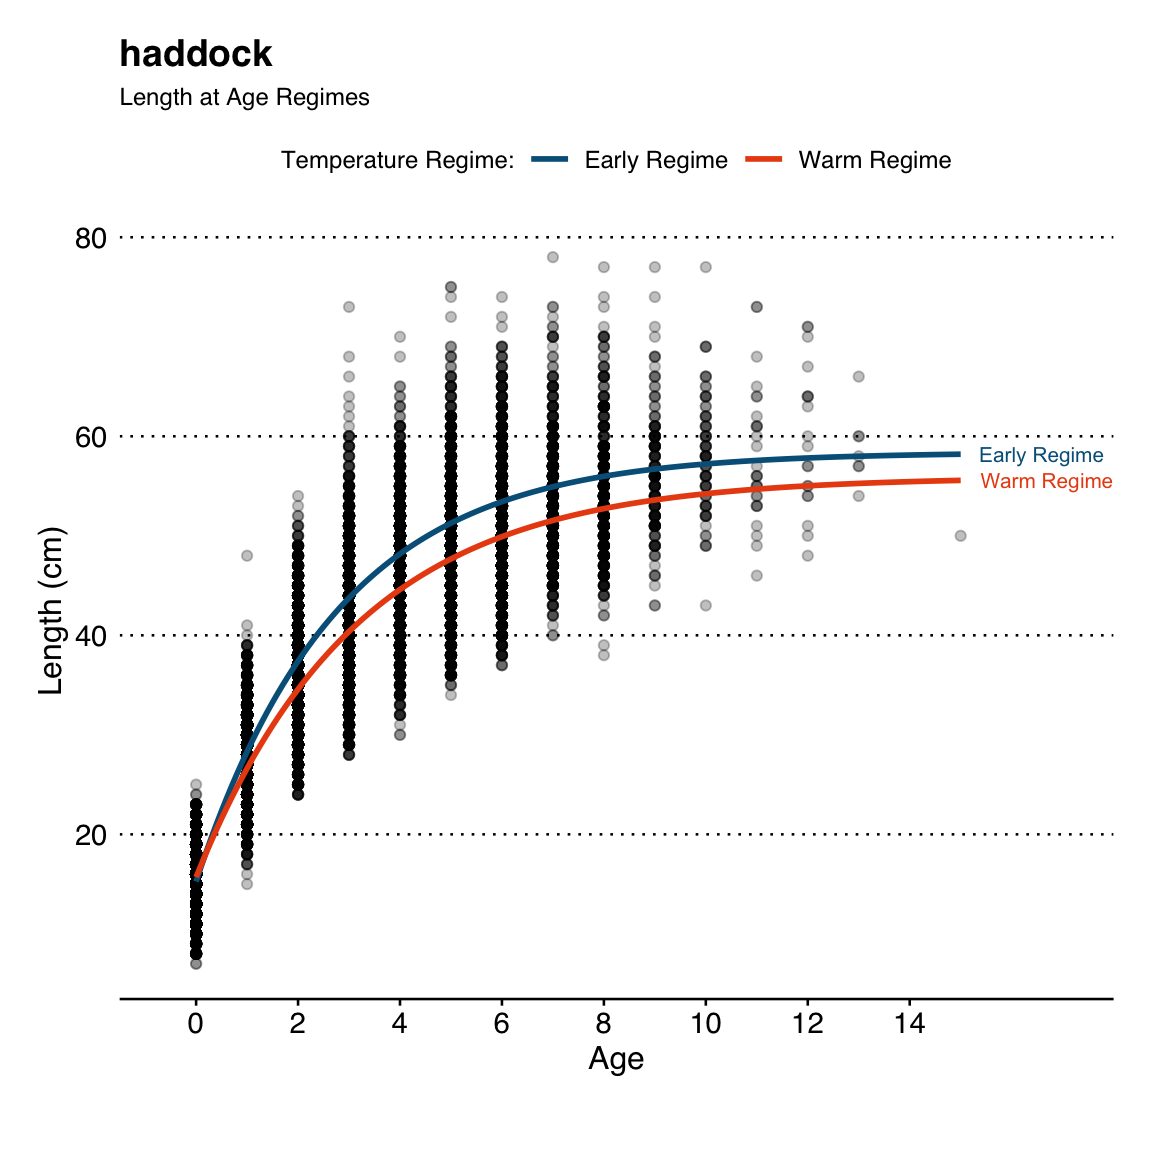 haddock
Length at Age Regimes
Temperature Regime: Early Regime Warm Regime
80
60
40
20
Length (cm)
Early Regime
Warm Regime
0 2 4 6 8 10 12 14
Age